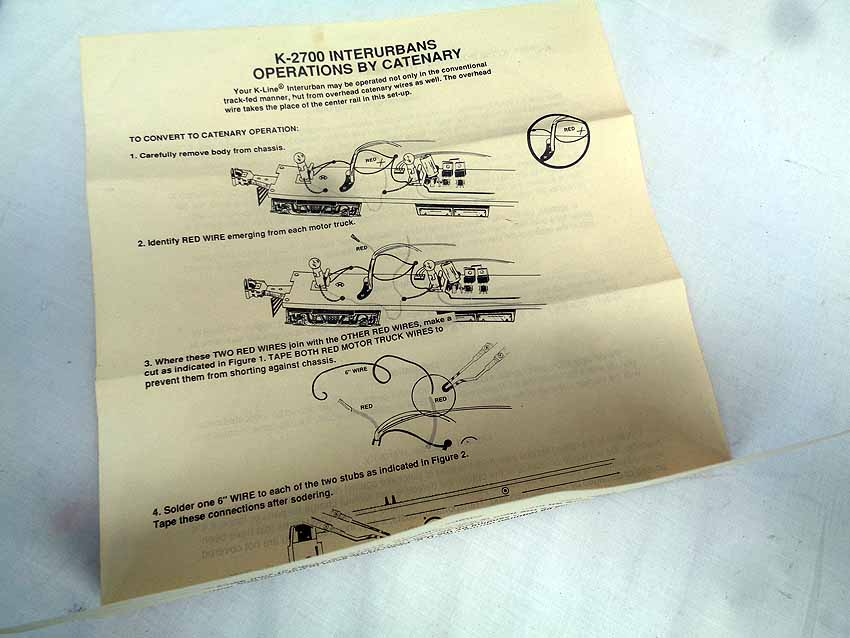 K-2700 INTERURBANS
OPERATIONS BY CATENARY
Your K-Line® Interurban may be operated not only in the conventional
track-fed manner, but from overhead catenary wires as well. The overhead
wire takes the place of the center rail in this set-up.
TO CONVERT TO CATENARY OPERATION:
1. Carefully remove body from chassis.
RED
RED
2. Identify RED WIRE emerging from each motor truck.
RED
3. Where these TWO RED WIRES join with the OTHER RED WIRES, make a
cut as indicated in Figure 1. TAPE BOTH RED MOTOR TRUCK WIRES to
prevent them from shorting against chassis.
6" WIRE
RED
RED
4. Solder one 6" WIRE to each of the two stubs as indicated in Figure 2.
Tape these connections after sodering.